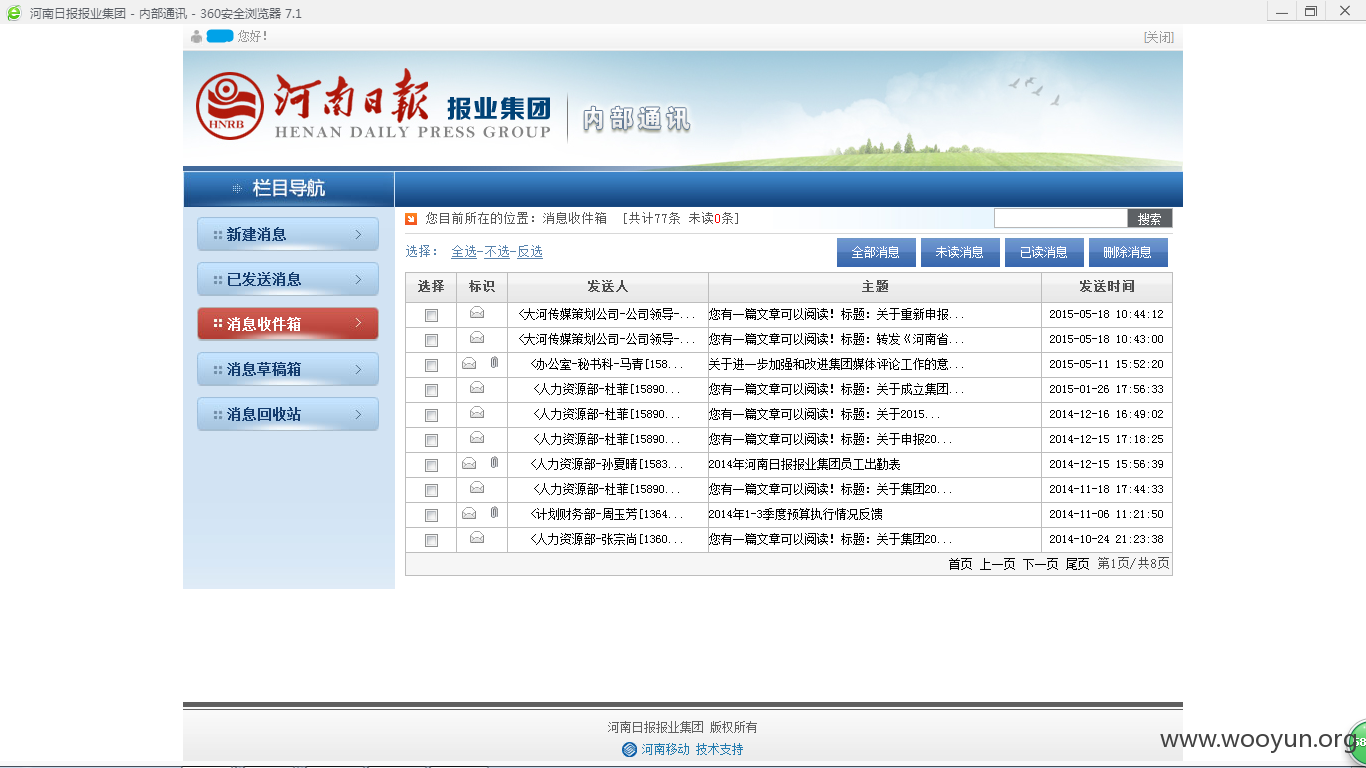 河南日报报业集团 - 内部通讯 - 360安全浏览器 7.1
您好！ [关闭]
河南日報 报业集团 内部通讯
HNRB HENAN DAILY PRESS GROUP
栏目导航
新建消息
已发送消息
消息收件箱
消息草稿箱
消息回收站
您目前所在的位置：消息收件箱 [共计77条 未读0条] 搜索
选择： 全选-不选-反选 全部消息 未读消息 已读消息 删除消息
选择 标识 发送人 主题 发送时间
<大河传媒策划公司-公司领导-... 您有一篇文章可以阅读！标题：关于重新申报... 2015-05-18 10:44:12
<大河传媒策划公司-公司领导-... 您有一篇文章可以阅读！标题：转发《河南省... 2015-05-18 10:43:00
<办公室-秘书科-马青[158... 关于进一步加强和改进集团媒体评论工作的意... 2015-05-11 15:52:20
<人力资源部-杜菲[15890... 您有一篇文章可以阅读！标题：关于成立集团... 2015-01-26 17:56:33
<人力资源部-杜菲[15890... 您有一篇文章可以阅读！标题：关于2015... 2014-12-16 16:49:02
<人力资源部-杜菲[15890... 您有一篇文章可以阅读！标题：关于申报20... 2014-12-15 17:18:25
<人力资源部-孙夏晴[1583... 2014年河南日报报业集团员工出勤表 2014-12-15 15:56:39
<人力资源部-杜菲[15890... 您有一篇文章可以阅读！标题：关于集团20... 2014-11-18 17:44:33
<计划财务部-周玉芳[1364... 2014年1-3季度预算执行情况反馈 2014-11-06 11:21:50
<人力资源部-张宗尚[1360... 您有一篇文章可以阅读！标题：关于集团20... 2014-10-24 21:23:38
首页 上一页 下一页 尾页 第1页/共8页
河南日报报业集团 版权所有
河南移动 技术支持
www.wooyun.org